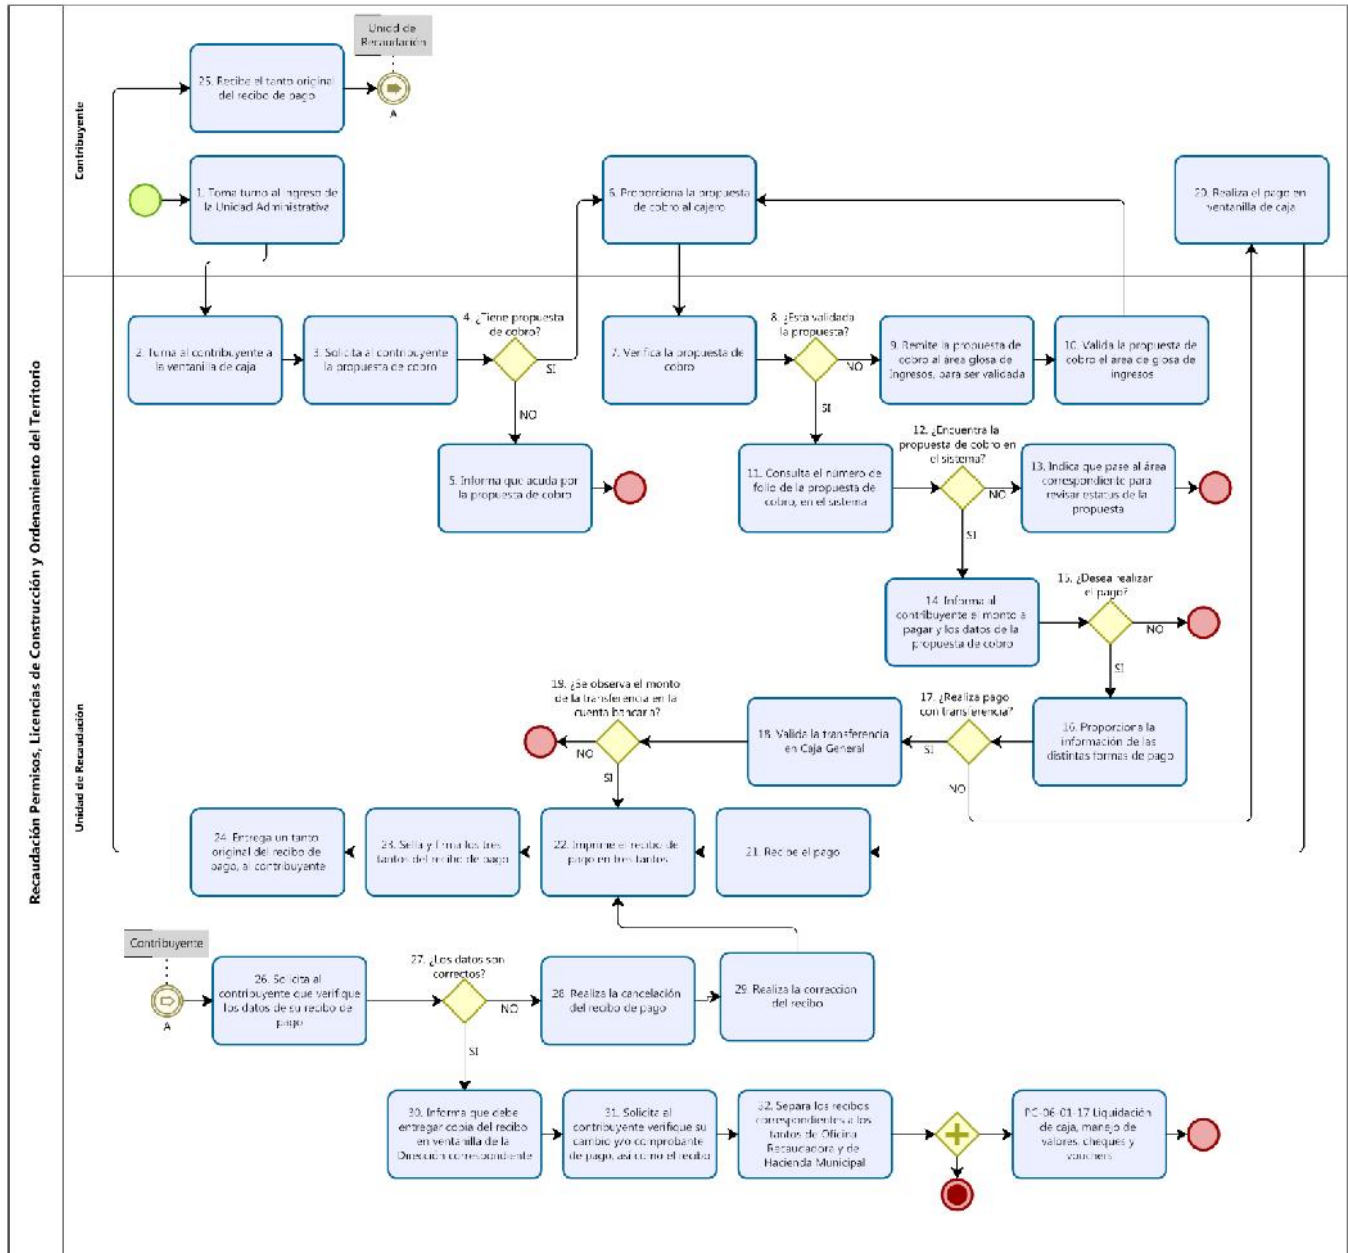 Recaudación Permisos, Licencias de Construcción y Ordenamiento del Territorio
Contribuyente
Unidd de
Recaudación
25. Recibe el tanto original
del recibo de pago
A
1. Toma turno al ingreso de
la Unidad Administrativa
6. Proporciona la propuesta
de cobro al cajero
20. Realiza el pago en
ventanilla de caja
Unidad de Recaudación
2. Turna al contribuyente a
la ventanilla de caja
3. Solicita al contribuyente
la propuesta de cobro
4. ¿Tiene propuesta
de cobro?
SI
NO
5. Informa que acuda por
la propuesta de cobro
7. Verifica la propuesta de
cobro
8. ¿Está validada
la propuesta?
NO
SI
9. Remite la propuesta de
cobro al área glosa de
Ingresos, para ser validada
10. Valida la propuesta de
cobro el area de glosa de
ingresos
11. Consulta el número de
folio de la propuesta de
cobro, en el sistema
12. ¿Encuentra la
propuesta de cobro en
el sistema?
NO
SI
13. Indica que pase al área
correspondiente para
revisar estatus de la
propuesta
14. Informa al
contribuyente el monto a
pagar y los datos de la
propuesta de cobro
15. ¿Desea realizar
el pago?
NO
SI
16. Proporciona la
información de las
distintas formas de pago
17. ¿Realiza pago
con transferencia?
SI
NO
18. Valida la transferencia
en Caja General
19. ¿Se observa el monto
de la transferencia en la
cuenta bancaria?
NO
SI
24. Entrega un tanto
original del recibo de
pago, al contribuyente
23. Sella y firma los tres
tantos del recibo de pago
22. Imprime el recibo de
pago en tres tantos
21. Recibe el pago
Contribuyente
A
26. Solicita al
contribuyente que verifique
los datos de su recibo de
pago
27. ¿Los datos son
correctos?
NO
SI
28. Realiza la cancelación
del recibo de pago
29. Realiza la correccion
del recibo
30. Informa que debe
entregar copia del recibo
en ventanilla de la
Dirección correspondiente
31. Solicita al
contribuyente verifique su
cambio y/o comprobante
de pago, así como el recibo
32. Separa los recibos
correspondientes a los
tantos de Oficina
Recaudadora y de
Hacienda Municipal
PC-06-01-17 Liquidación
de caja, manejo de
valores, cheques y
vouchers